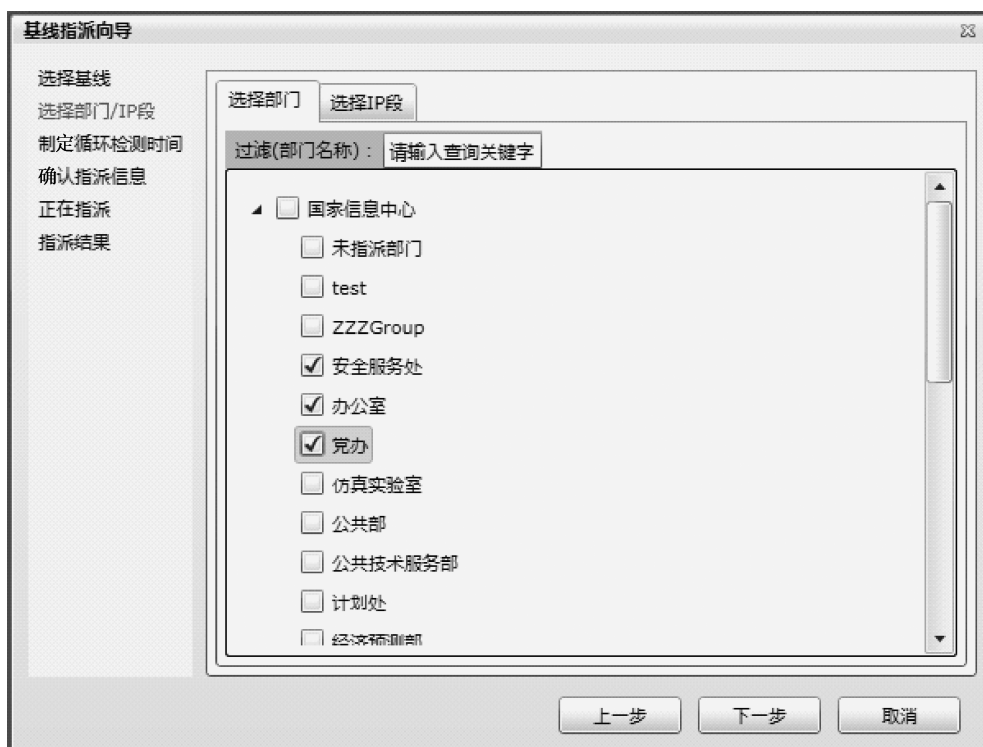 基线指派向导
选择基线
选择部门/IP段
制定循环检测时间
确认指派信息
正在指派
指派结果
选择部门 选择IP段
过滤(部门名称)： 请输入查询关键字
国家信息中心
未指派部门
test
ZZZGroup
安全服务处
办公室
党办
仿真实验室
公共部
公共技术服务部
计划处
经济预测部
上一步 下一步 取消